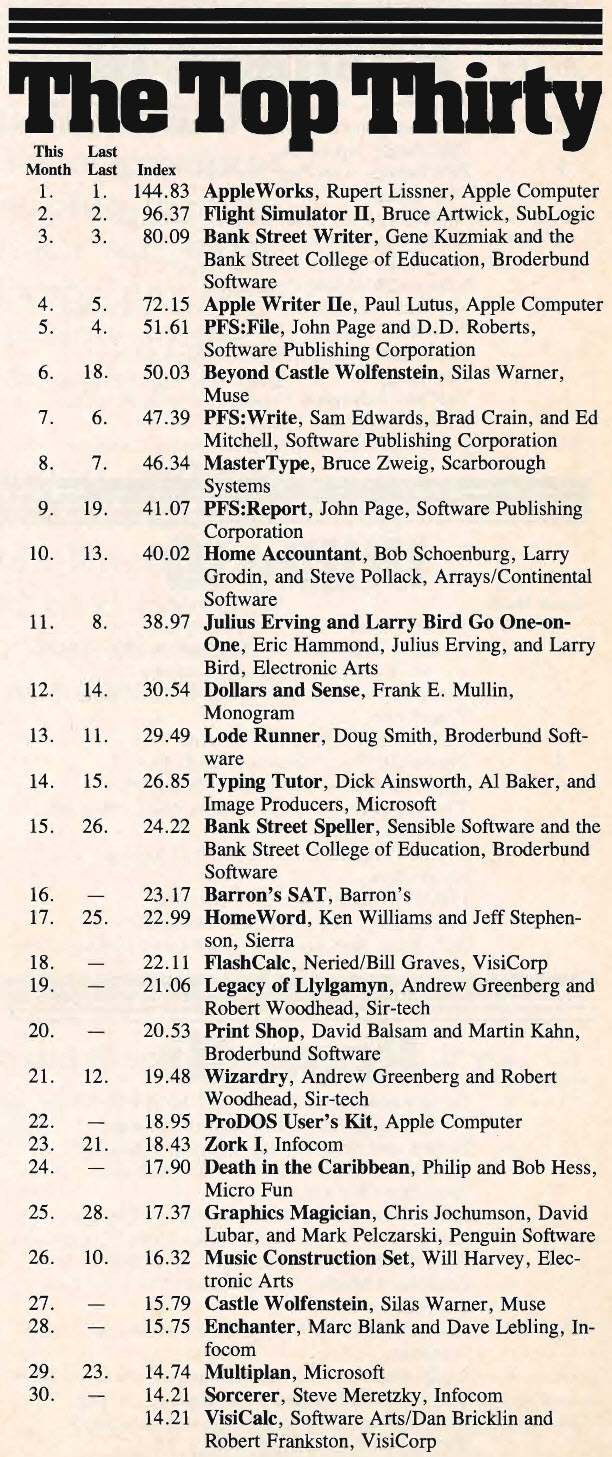 The Top Thirty
This Last
Month Last Index
1. 1. 144.83 AppleWorks, Rupert Lissner, Apple Computer
2. 2. 96.37 Flight Simulator II, Bruce Artwick, SubLogic
3. 3. 80.09 Bank Street Writer, Gene Kuzmiak and the
Bank Street College of Education, Broderbund
Software
4. 5. 72.15 Apple Writer IIe, Paul Lutus, Apple Computer
5. 4. 51.61 PFS:File, John Page and D.D. Roberts,
Software Publishing Corporation
6. 18. 50.03 Beyond Castle Wolfenstein, Silas Warner,
Muse
7. 6. 47.39 PFS:Write, Sam Edwards, Brad Crain, and Ed
Mitchell, Software Publishing Corporation
8. 7. 46.34 MasterType, Bruce Zweig, Scarborough
Systems
9. 19. 41.07 PFS:Report, John Page, Software Publishing
Corporation
10. 13. 40.02 Home Accountant, Bob Schoenburg, Larry
Grodin, and Steve Pollack, Arrays/Continental
Software
11. 8. 38.97 Julius Erving and Larry Bird Go One-on-
One, Eric Hammond, Julius Erving, and Larry
Bird, Electronic Arts
12. 14. 30.54 Dollars and Sense, Frank E. Mullin,
Monogram
13. 11. 29.49 Lode Runner, Doug Smith, Broderbund Soft-
ware
14. 15. 26.85 Typing Tutor, Dick Ainsworth, Al Baker, and
Image Producers, Microsoft
15. 26. 24.22 Bank Street Speller, Sensible Software and the
Bank Street College of Education, Broderbund
Software
16. — 23.17 Barron's SAT, Barron's
17. 25. 22.99 HomeWord, Ken Williams and Jeff Stephen-
son, Sierra
18. — 22.11 FlashCalc, Neried/Bill Graves, VisiCorp
19. — 21.06 Legacy of Llylgamyn, Andrew Greenberg and
Robert Woodhead, Sir-tech
20. — 20.53 Print Shop, David Balsam and Martin Kahn,
Broderbund Software
21. 12. 19.48 Wizardry, Andrew Greenberg and Robert
Woodhead, Sir-tech
22. — 18.95 ProDOS User's Kit, Apple Computer
23. 21. 18.43 Zork I, Infocom
24. — 17.90 Death in the Caribbean, Philip and Bob Hess,
Micro Fun
25. 28. 17.37 Graphics Magician, Chris Jochumson, David
Lubar, and Mark Pelczarski, Penguin Software
26. 10. 16.32 Music Construction Set, Will Harvey, Elec-
tronic Arts
27. — 15.79 Castle Wolfenstein, Silas Warner, Muse
28. — 15.75 Enchanter, Marc Blank and Dave Lebling, In-
focom
29. 23. 14.74 Multiplan, Microsoft
30. — 14.21 Sorcerer, Steve Meretzky, Infocom
14.21 VisiCalc, Software Arts/Dan Bricklin and
Robert Frankston, VisiCorp